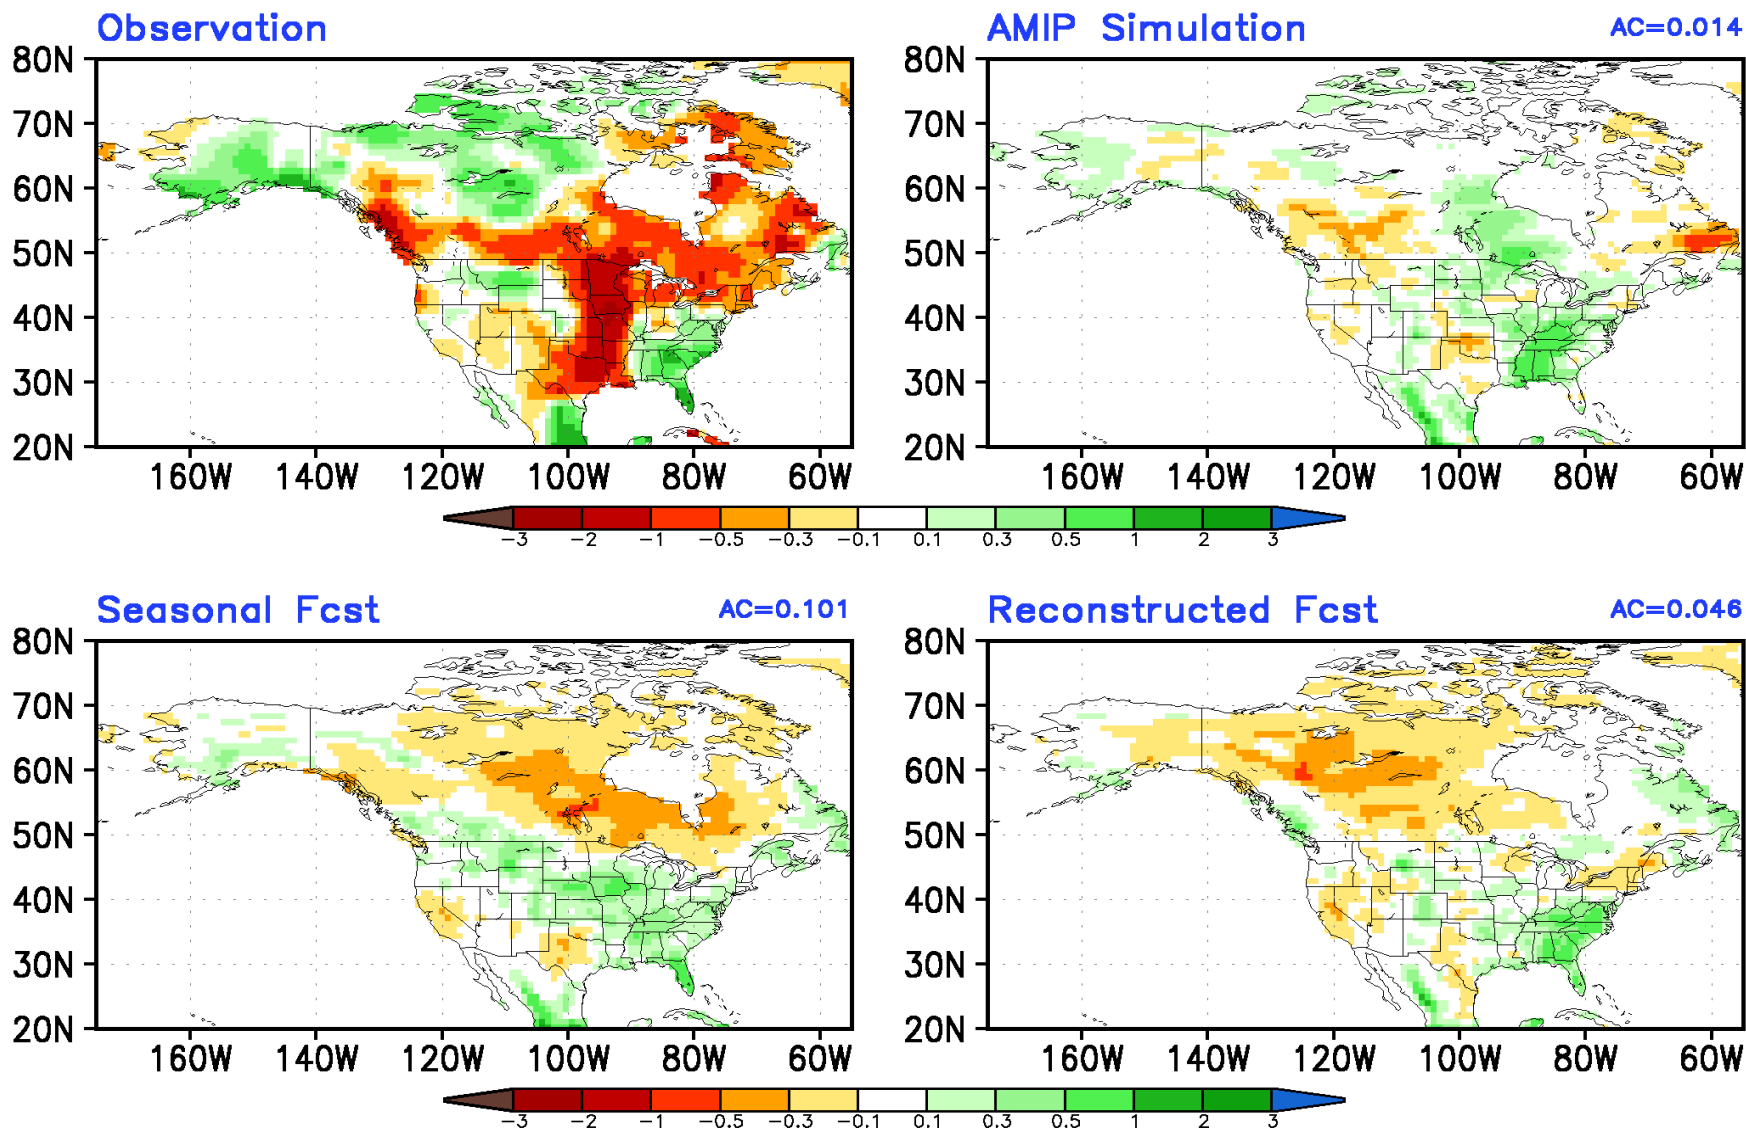 Observation
AMIP Simulation AC=0.014
80N 80N
70N 70N
60N 60N
50N 50N
40N 40N
30N 30N
20N 20N
160W 140W 120W 100W 80W 60W 160W 140W 120W 100W 80W 60W
-3 -2 -1 -0.5 -0.3 -0.1 0.1 0.3 0.5 1 2 3
Seasonal Fcst AC=0.101
Reconstructed Fcst AC=0.046
80N 80N
70N 70N
60N 60N
50N 50N
40N 40N
30N 30N
20N 20N
160W 140W 120W 100W 80W 60W 160W 140W 120W 100W 80W 60W
-3 -2 -1 -0.5 -0.3 -0.1 0.1 0.3 0.5 1 2 3